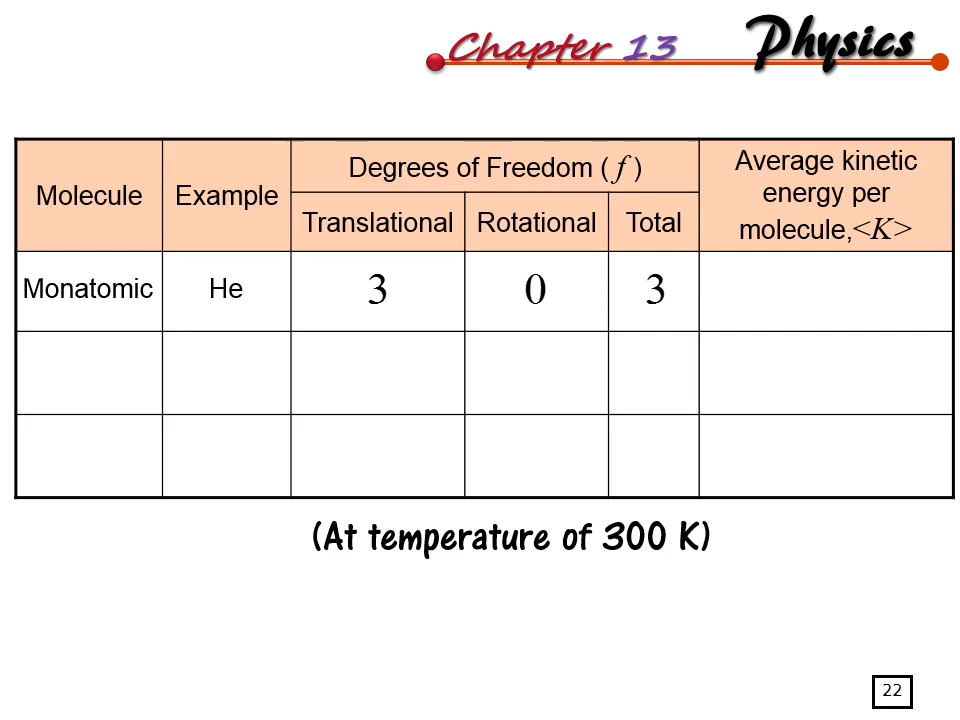 Chapter 13 Physics
Degrees of Freedom ( f )
Average kinetic
energy per
molecule,<K>
Molecule Example
Translational Rotational Total
Monatomic He 3 0 3
(At temperature of 300 K)
22